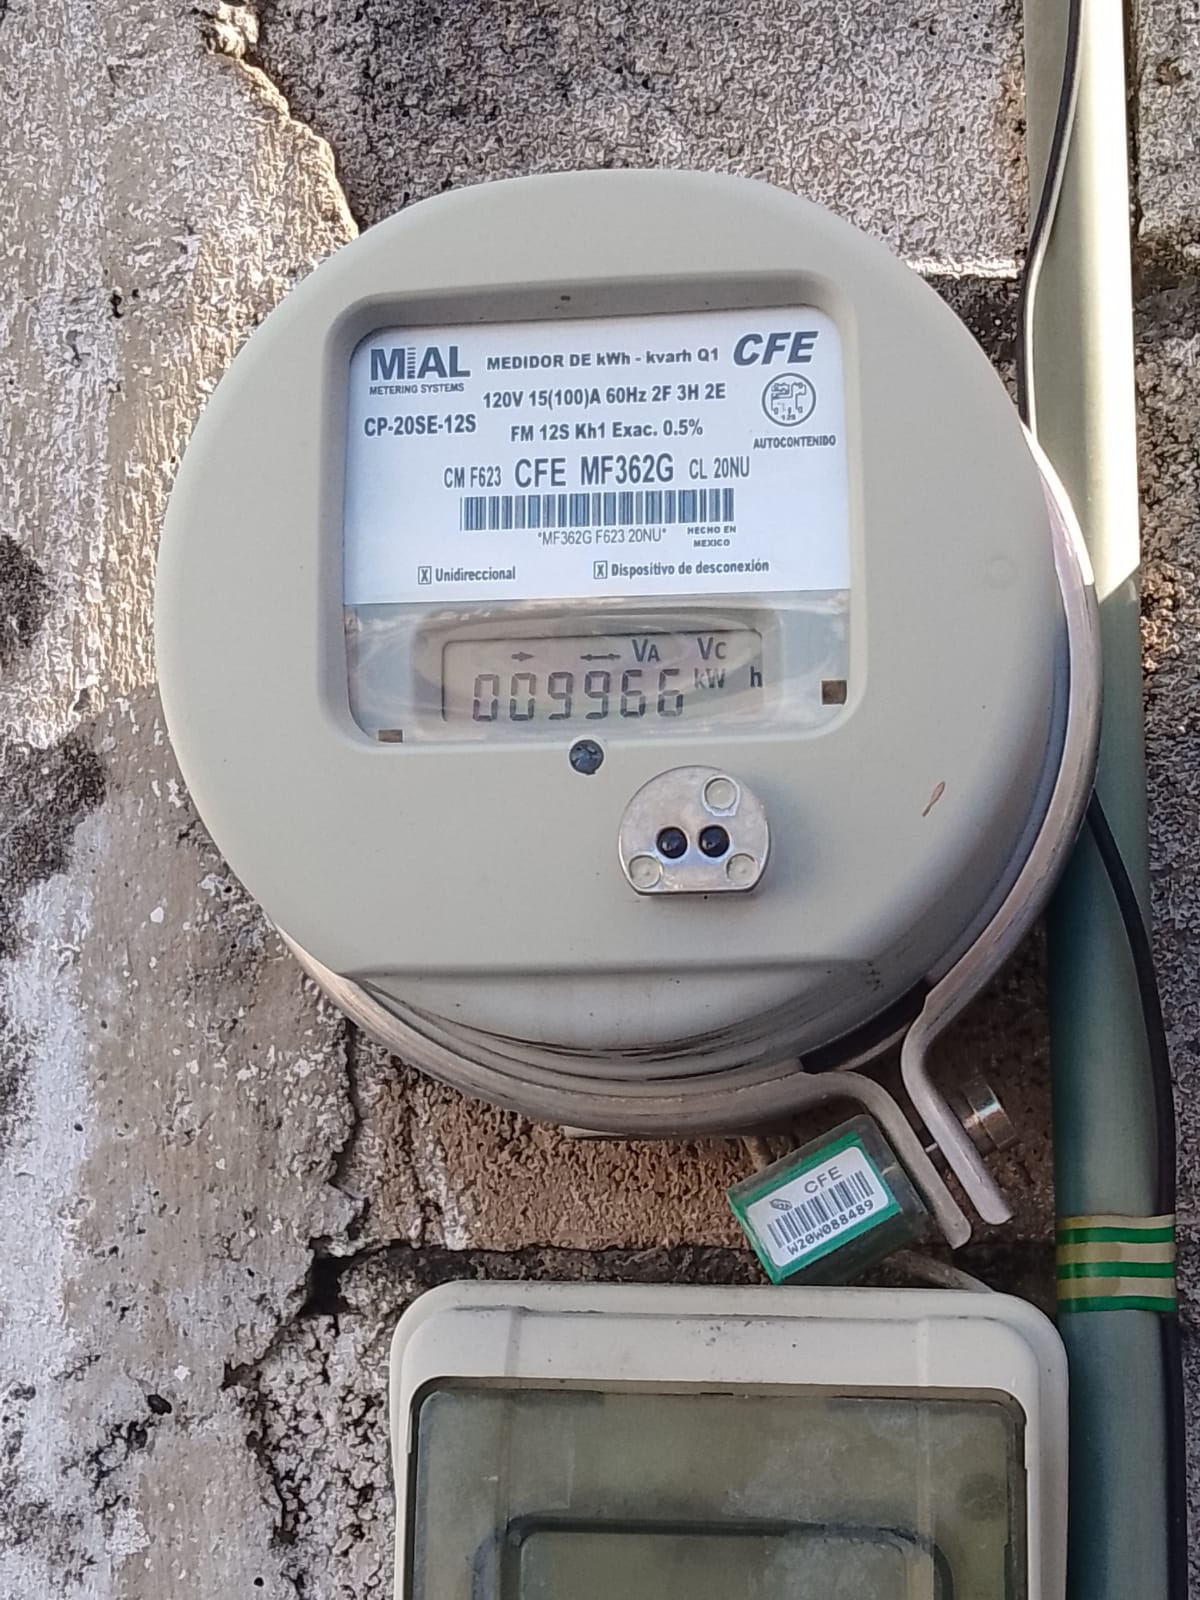 MIAL
METERING SYSTEMS
MEDIDOR DE kWh - kvarh Q1
CFE
120V 15(100)A 60Hz 2F 3H 2E
CP-20SE-12S
FM 12S Kh1 Exac. 0.5%
12S
AUTOCONTENIDO
CM F623 CFE MF362G CL 20NU
*MF362G F623 20NU*
HECHO EN
MEXICO
X Unidireccional
X Dispositivo de desconexión
VA VC
009966 kW h
CFE
W20W088489